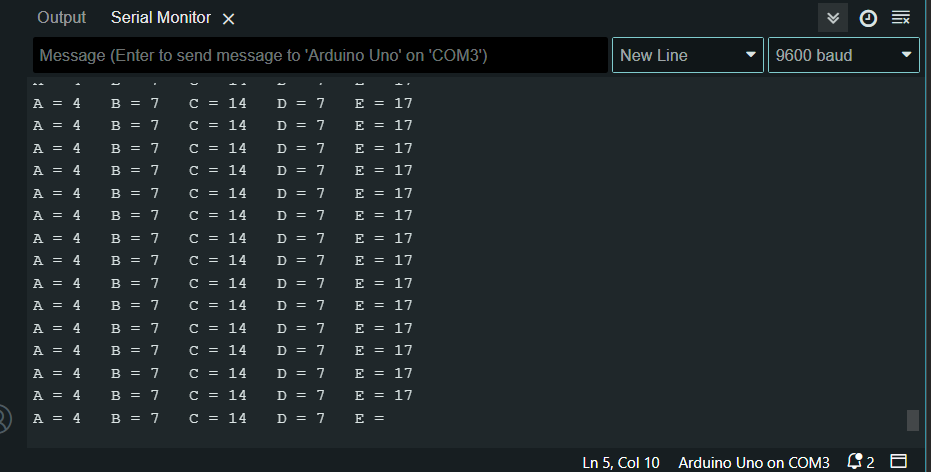 Output Serial Monitor
Message (Enter to send message to 'Arduino Uno' on 'COM3') New Line 9600 baud
A = 4 B = 7 C = 14 D = 7 E = 17
A = 4 B = 7 C = 14 D = 7 E = 17
A = 4 B = 7 C = 14 D = 7 E = 17
A = 4 B = 7 C = 14 D = 7 E = 17
A = 4 B = 7 C = 14 D = 7 E = 17
A = 4 B = 7 C = 14 D = 7 E = 17
A = 4 B = 7 C = 14 D = 7 E = 17
A = 4 B = 7 C = 14 D = 7 E = 17
A = 4 B = 7 C = 14 D = 7 E = 17
A = 4 B = 7 C = 14 D = 7 E = 17
A = 4 B = 7 C = 14 D = 7 E = 17
A = 4 B = 7 C = 14 D = 7 E = 17
A = 4 B = 7 C = 14 D = 7 E = 17
A = 4 B = 7 C = 14 D = 7 E = 17
A = 4 B = 7 C = 14 D = 7 E =
Ln 5, Col 10 Arduino Uno on COM3 2